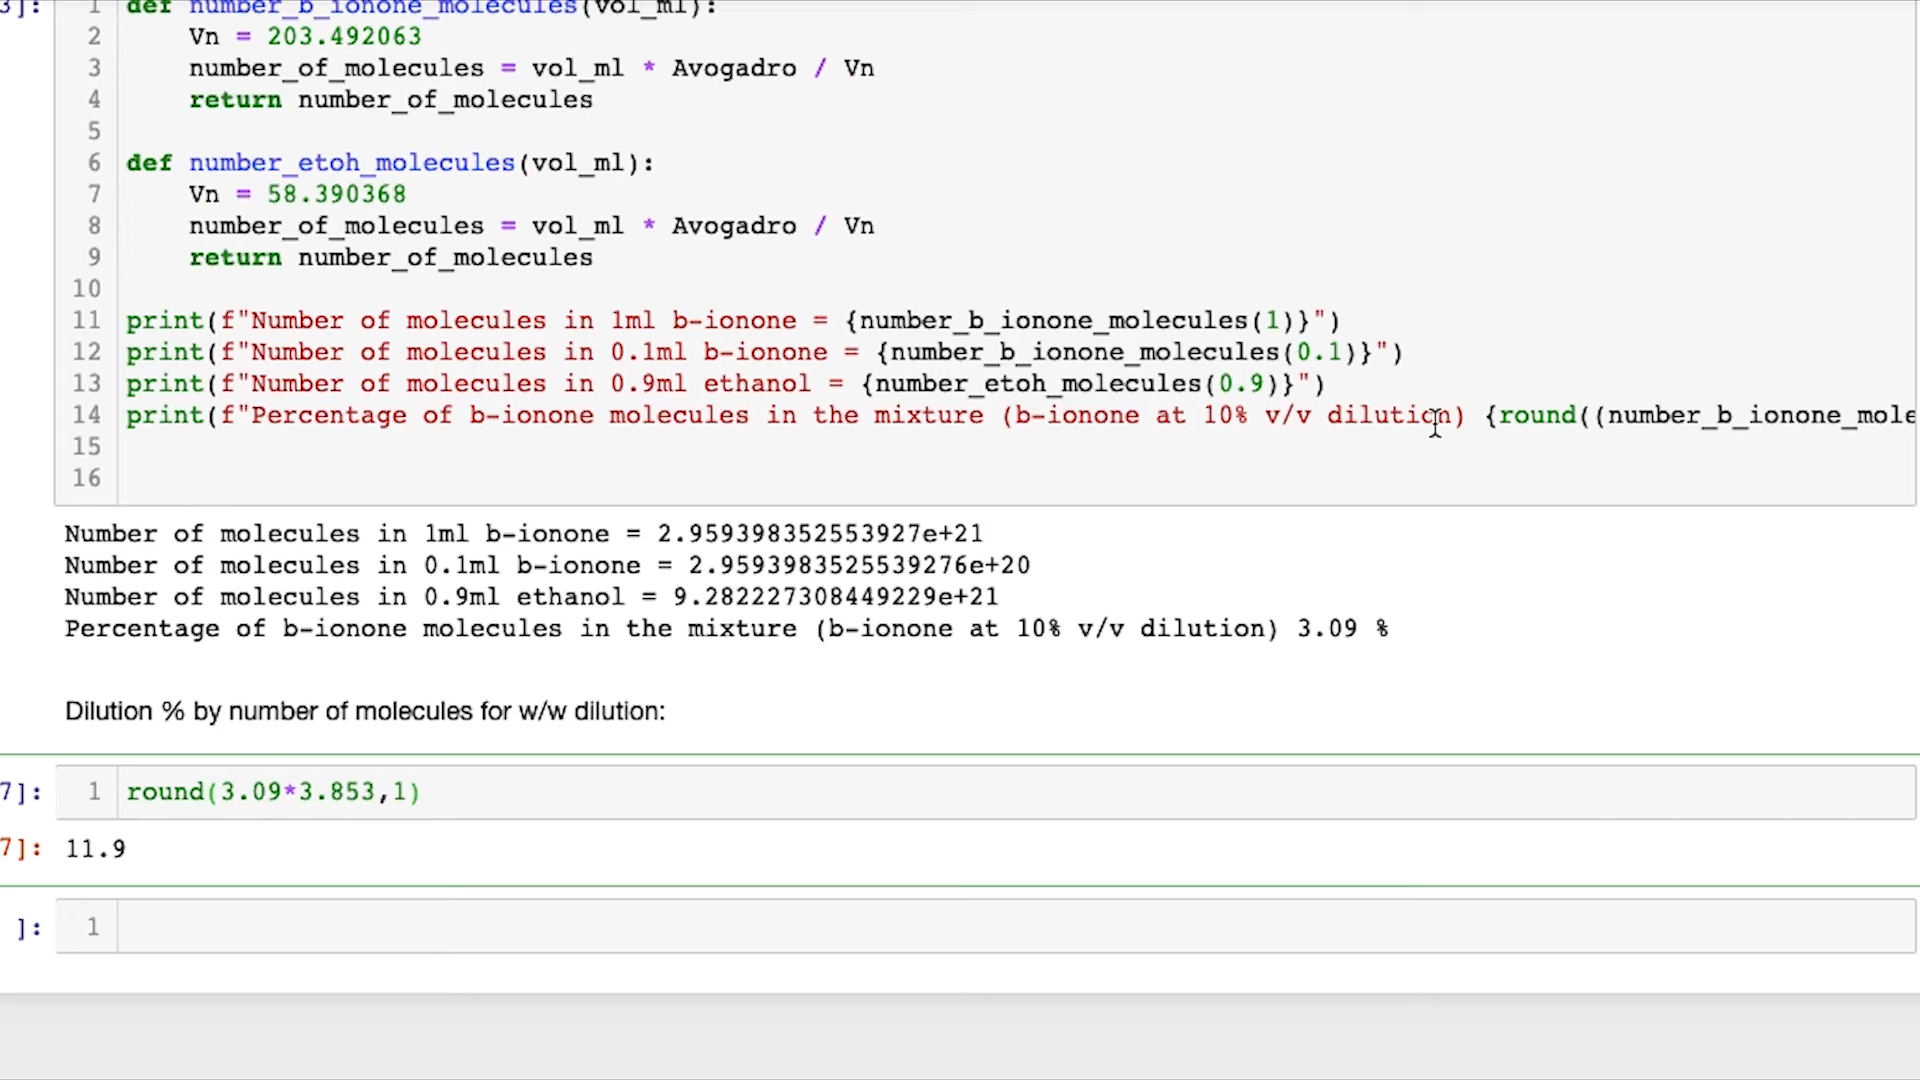 3]: 1 def number_b_ionone_molecules(vol_ml):
2 Vn = 203.492063
3 number_of_molecules = vol_ml * Avogadro / Vn
4 return number_of_molecules
5
6 def number_etoh_molecules(vol_ml):
7 Vn = 58.390368
8 number_of_molecules = vol_ml * Avogadro / Vn
9 return number_of_molecules
10
11 print(f"Number of molecules in 1ml b-ionone = {number_b_ionone_molecules(1)}")
12 print(f"Number of molecules in 0.1ml b-ionone = {number_b_ionone_molecules(0.1)}")
13 print(f"Number of molecules in 0.9ml ethanol = {number_etoh_molecules(0.9)}")
14 print(f"Percentage of b-ionone molecules in the mixture (b-ionone at 10% v/v dilution) {round((number_b_ionone_mole
15
16
Number of molecules in 1ml b-ionone = 2.959398352553927e+21
Number of molecules in 0.1ml b-ionone = 2.9593983525539276e+20
Number of molecules in 0.9ml ethanol = 9.282227308449229e+21
Percentage of b-ionone molecules in the mixture (b-ionone at 10% v/v dilution) 3.09 %
Dilution % by number of molecules for w/w dilution:
7]: 1 round(3.09*3.853,1)
7]: 11.9
]: 1